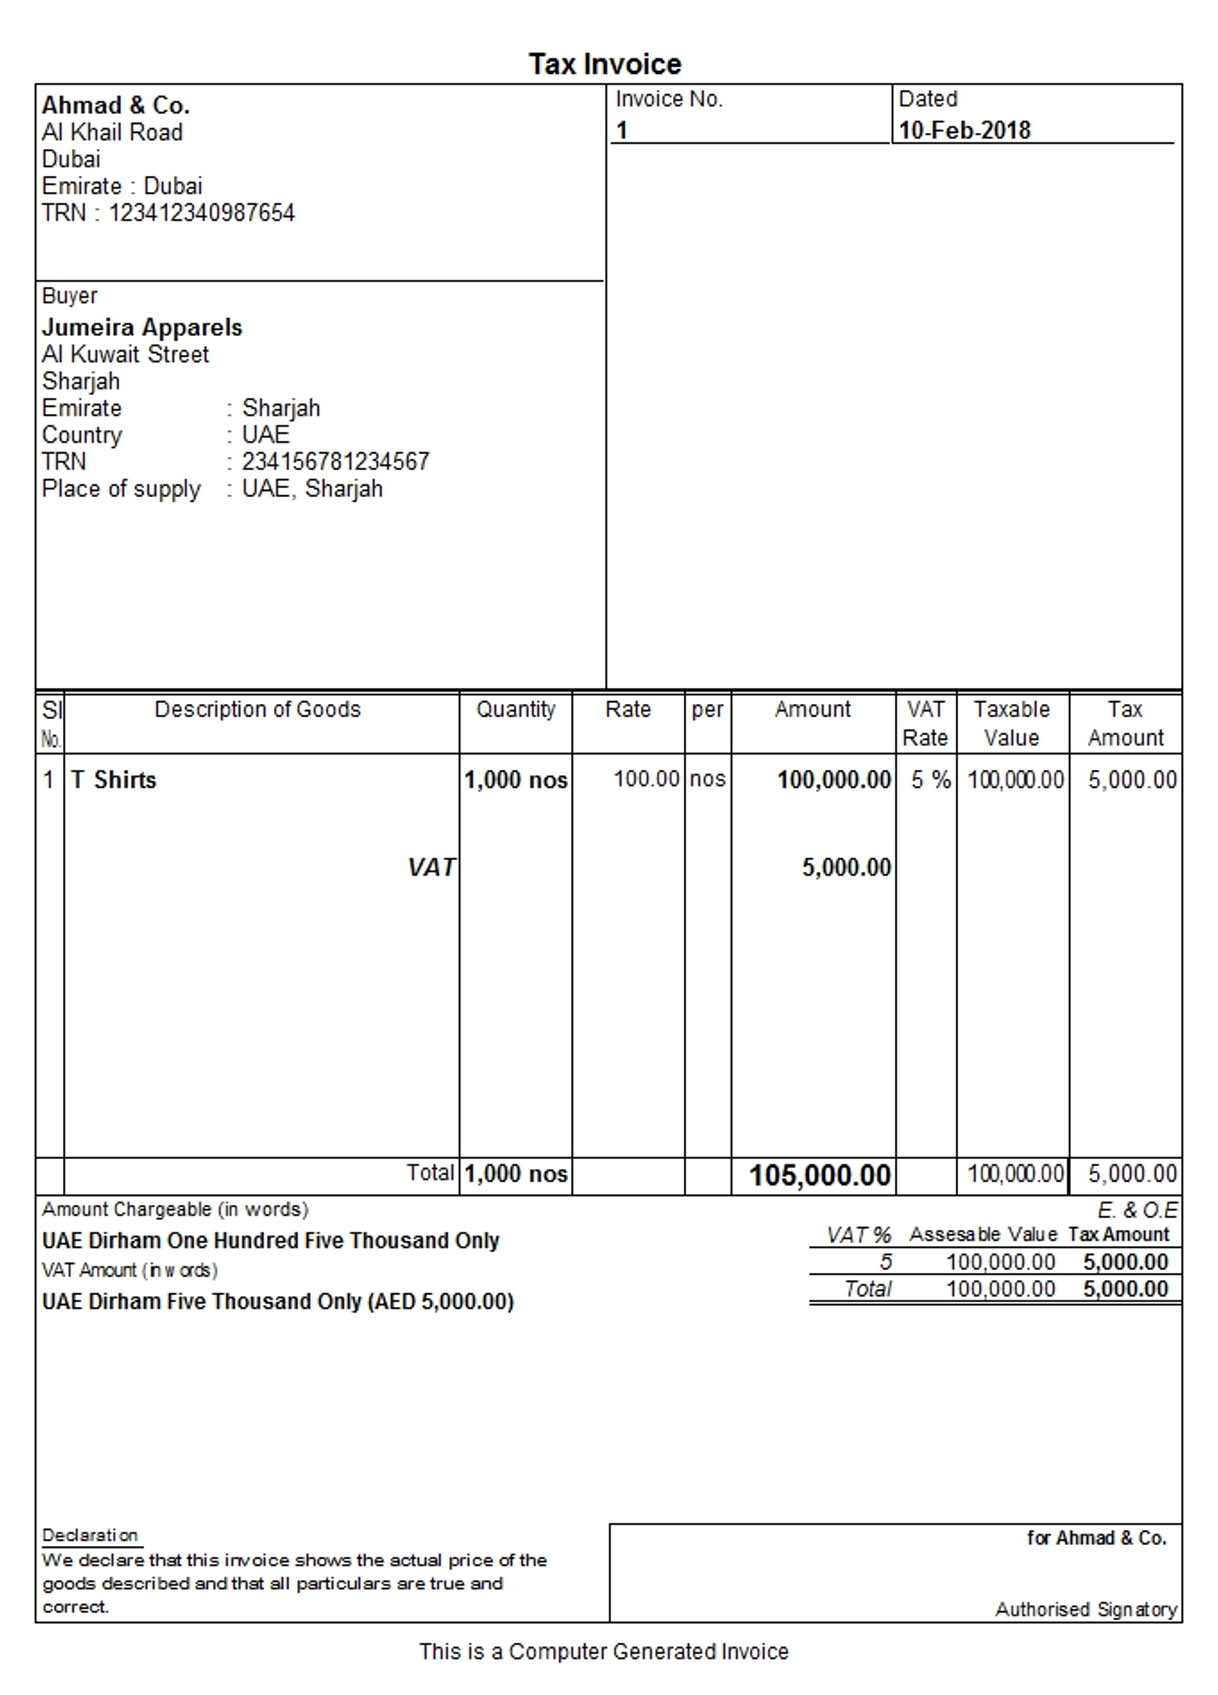 Tax Invoice
Ahmad & Co.
Al Khail Road
Dubai
Emirate : Dubai
TRN : 123412340987654
Invoice No.
1
Dated
10-Feb-2018
Buyer
Jumeira Apparels
Al Kuwait Street
Sharjah
Emirate : Sharjah
Country : UAE
TRN : 234156781234567
Place of supply : UAE, Sharjah
Sl No. Description of Goods Quantity Rate per Amount VAT Rate Taxable Value Tax Amount
1 T Shirts 1,000 nos 100.00 nos 100,000.00 5 % 100,000.00 5,000.00
VAT 5,000.00
Total 1,000 nos 105,000.00 100,000.00 5,000.00
Amount Chargeable (in words) E. & O.E
UAE Dirham One Hundred Five Thousand Only
VAT Amount (in words)
UAE Dirham Five Thousand Only (AED 5,000.00)
VAT % Assesable Value Tax Amount
5 100,000.00 5,000.00
Total 100,000.00 5,000.00
Declaration
We declare that this invoice shows the actual price of the
goods described and that all particulars are true and
correct.
for Ahmad & Co.
Authorised Signatory
This is a Computer Generated Invoice